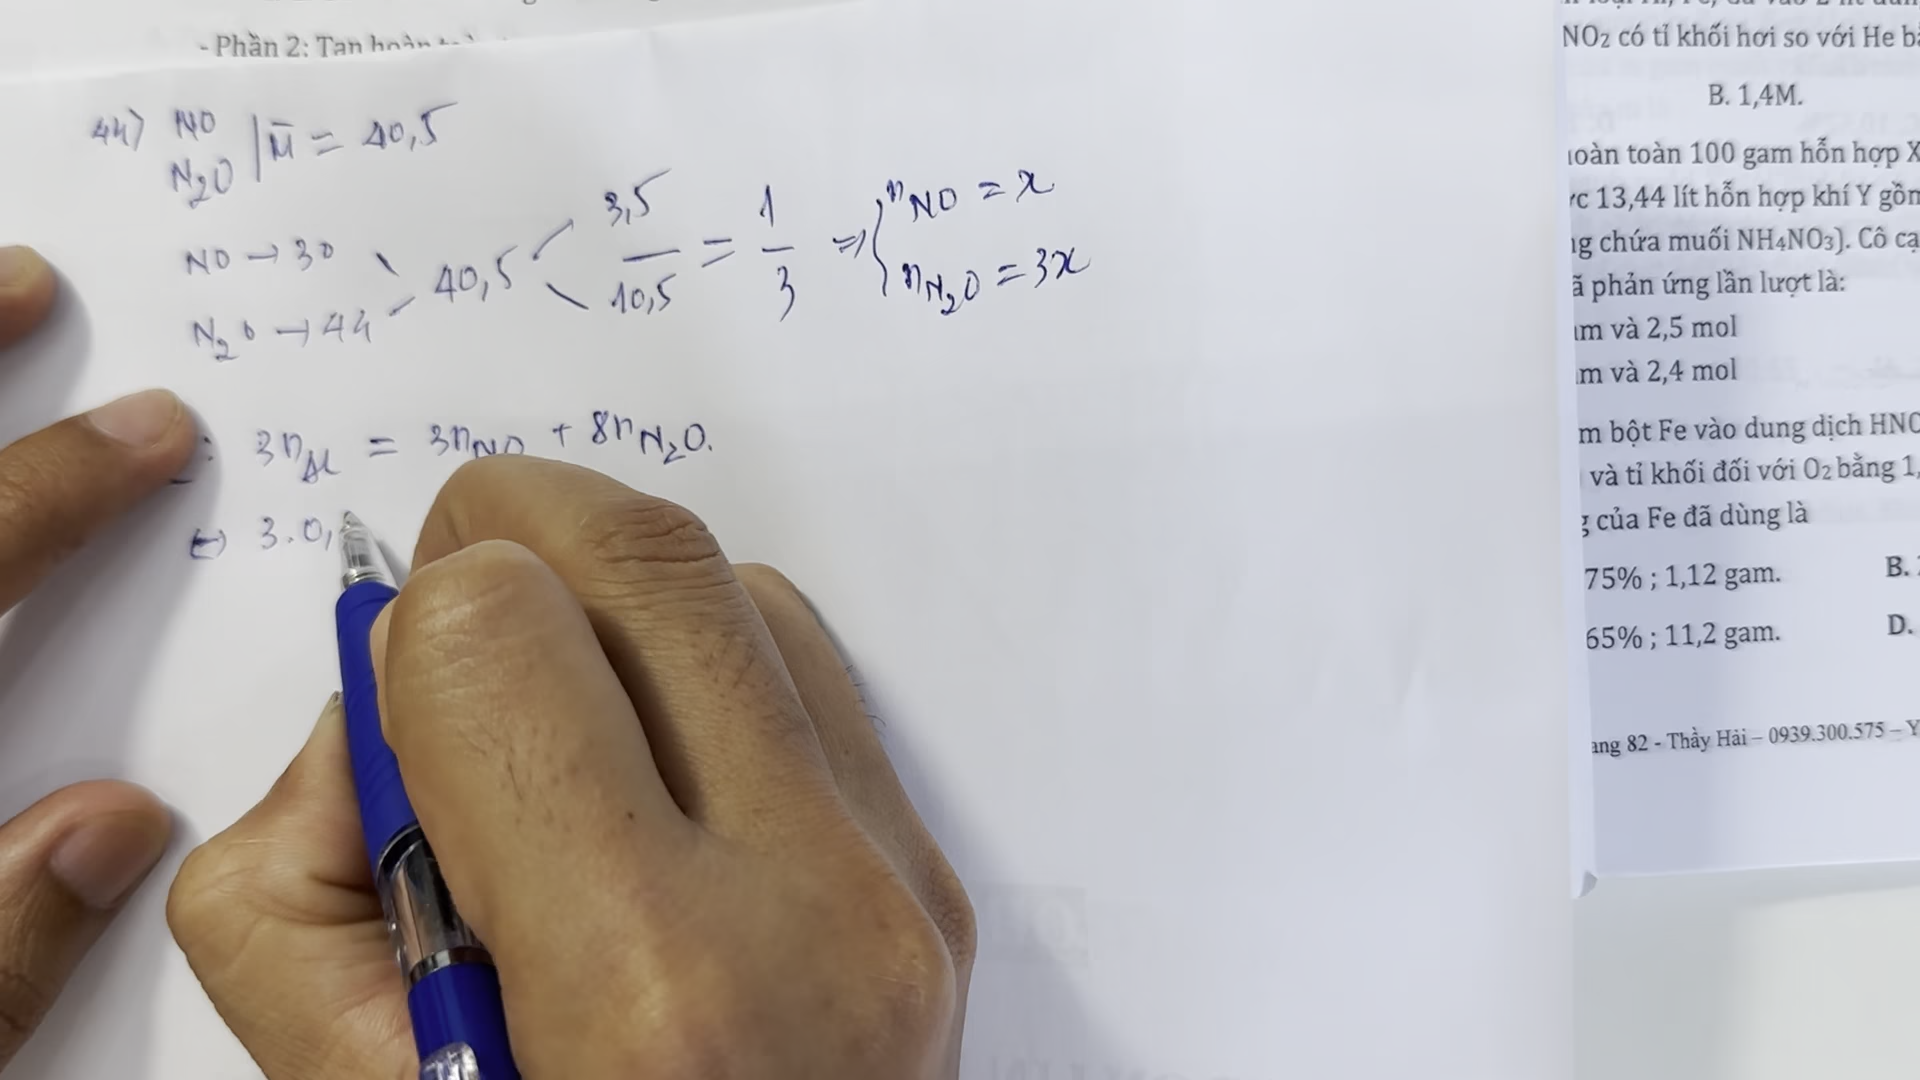 - Phần 2: Tan hoàn
44) NO
N₂O | M̄ = 40,5
NO → 30
N₂O → 44
40,5
3,5
10,5
= 1/3 ⇒ { nNO = x
nN₂O = 3x
: 3nAl = 3nNO + 8nN₂O.
⇔ 3.0,
NO₂ có tỉ khối hơi so với He
B. 1,4M.
toàn 100 gam hỗn hợp X
13,44 lít hỗn hợp khí Y gồm
chứa muối NH₄NO₃). Cô
phản ứng lần lượt là:
và 2,5 mol
và 2,4 mol
bột Fe vào dung dịch
và tỉ khối đối với O₂ bằng 1,
của Fe đã dùng là
75% ; 1,12 gam.
B.
65% ; 11,2 gam.
D.
82 - Thầy Hải – 0939.300.575 –